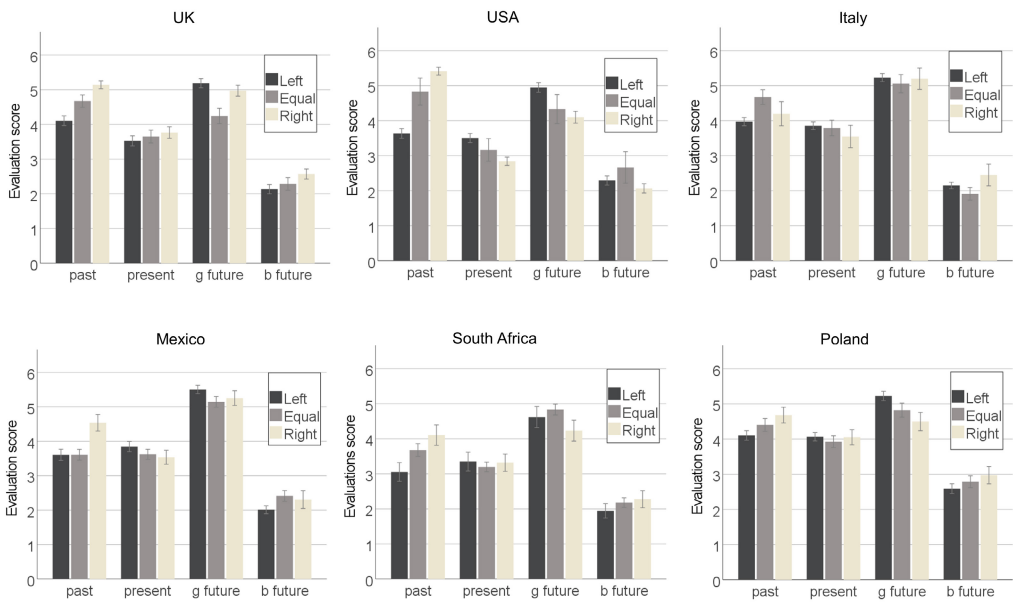 UK
Evaluation score
6
5
4
3
2
1
0
past present g future b future
Left
Equal
Right
USA
Evaluation score
6
5
4
3
2
1
0
past present g future b future
Left
Equal
Right
Italy
Evaluation score
6
5
4
3
2
1
0
past present g future b future
Left
Equal
Right
Mexico
Evaluation score
6
5
4
3
2
1
0
past present g future b future
Left
Equal
Right
South Africa
Evaluations score
6
5
4
3
2
1
0
past present g future b future
Left
Equal
Right
Poland
Evaluation score
6
5
4
3
2
1
0
past present g future b future
Left
Equal
Right